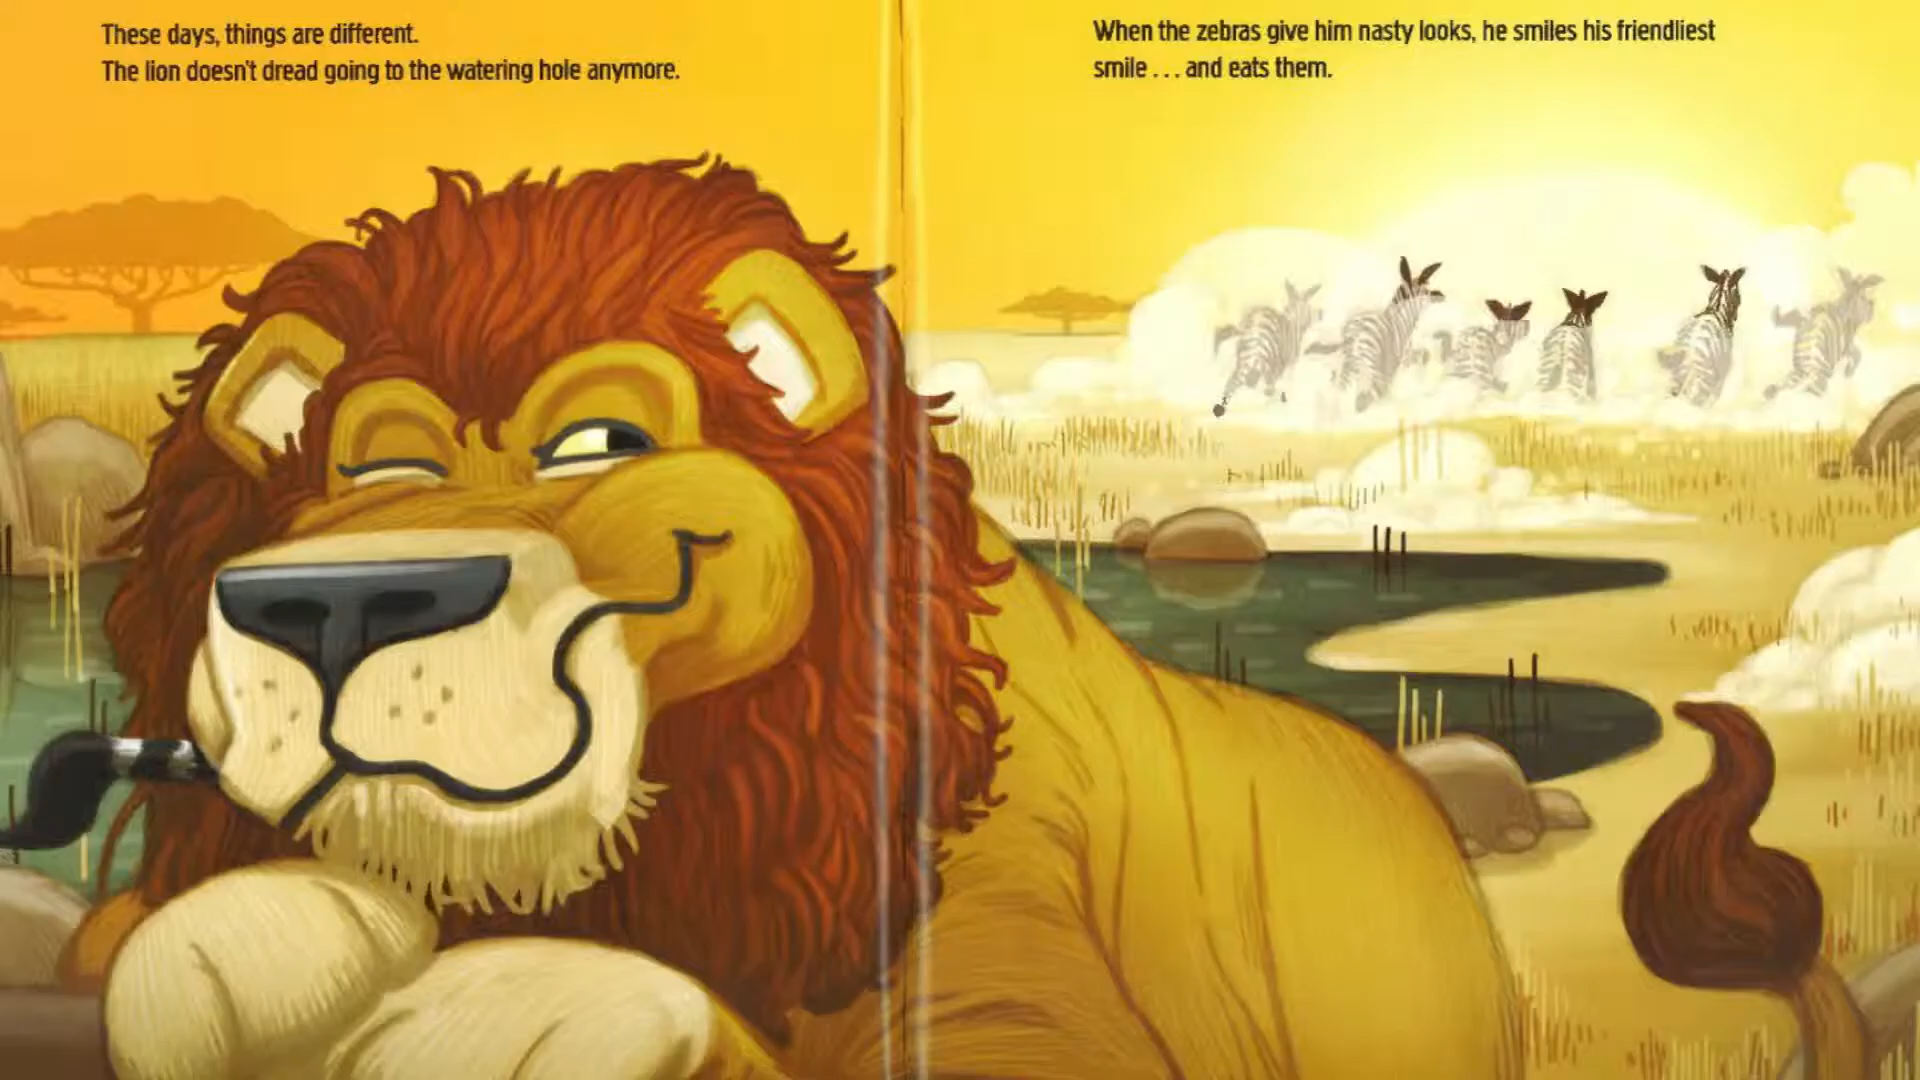 These days, things are different.
The lion doesn't dread going to the watering hole anymore.
When the zebras give him nasty looks, he smiles his friendliest
smile . . . and eats them.